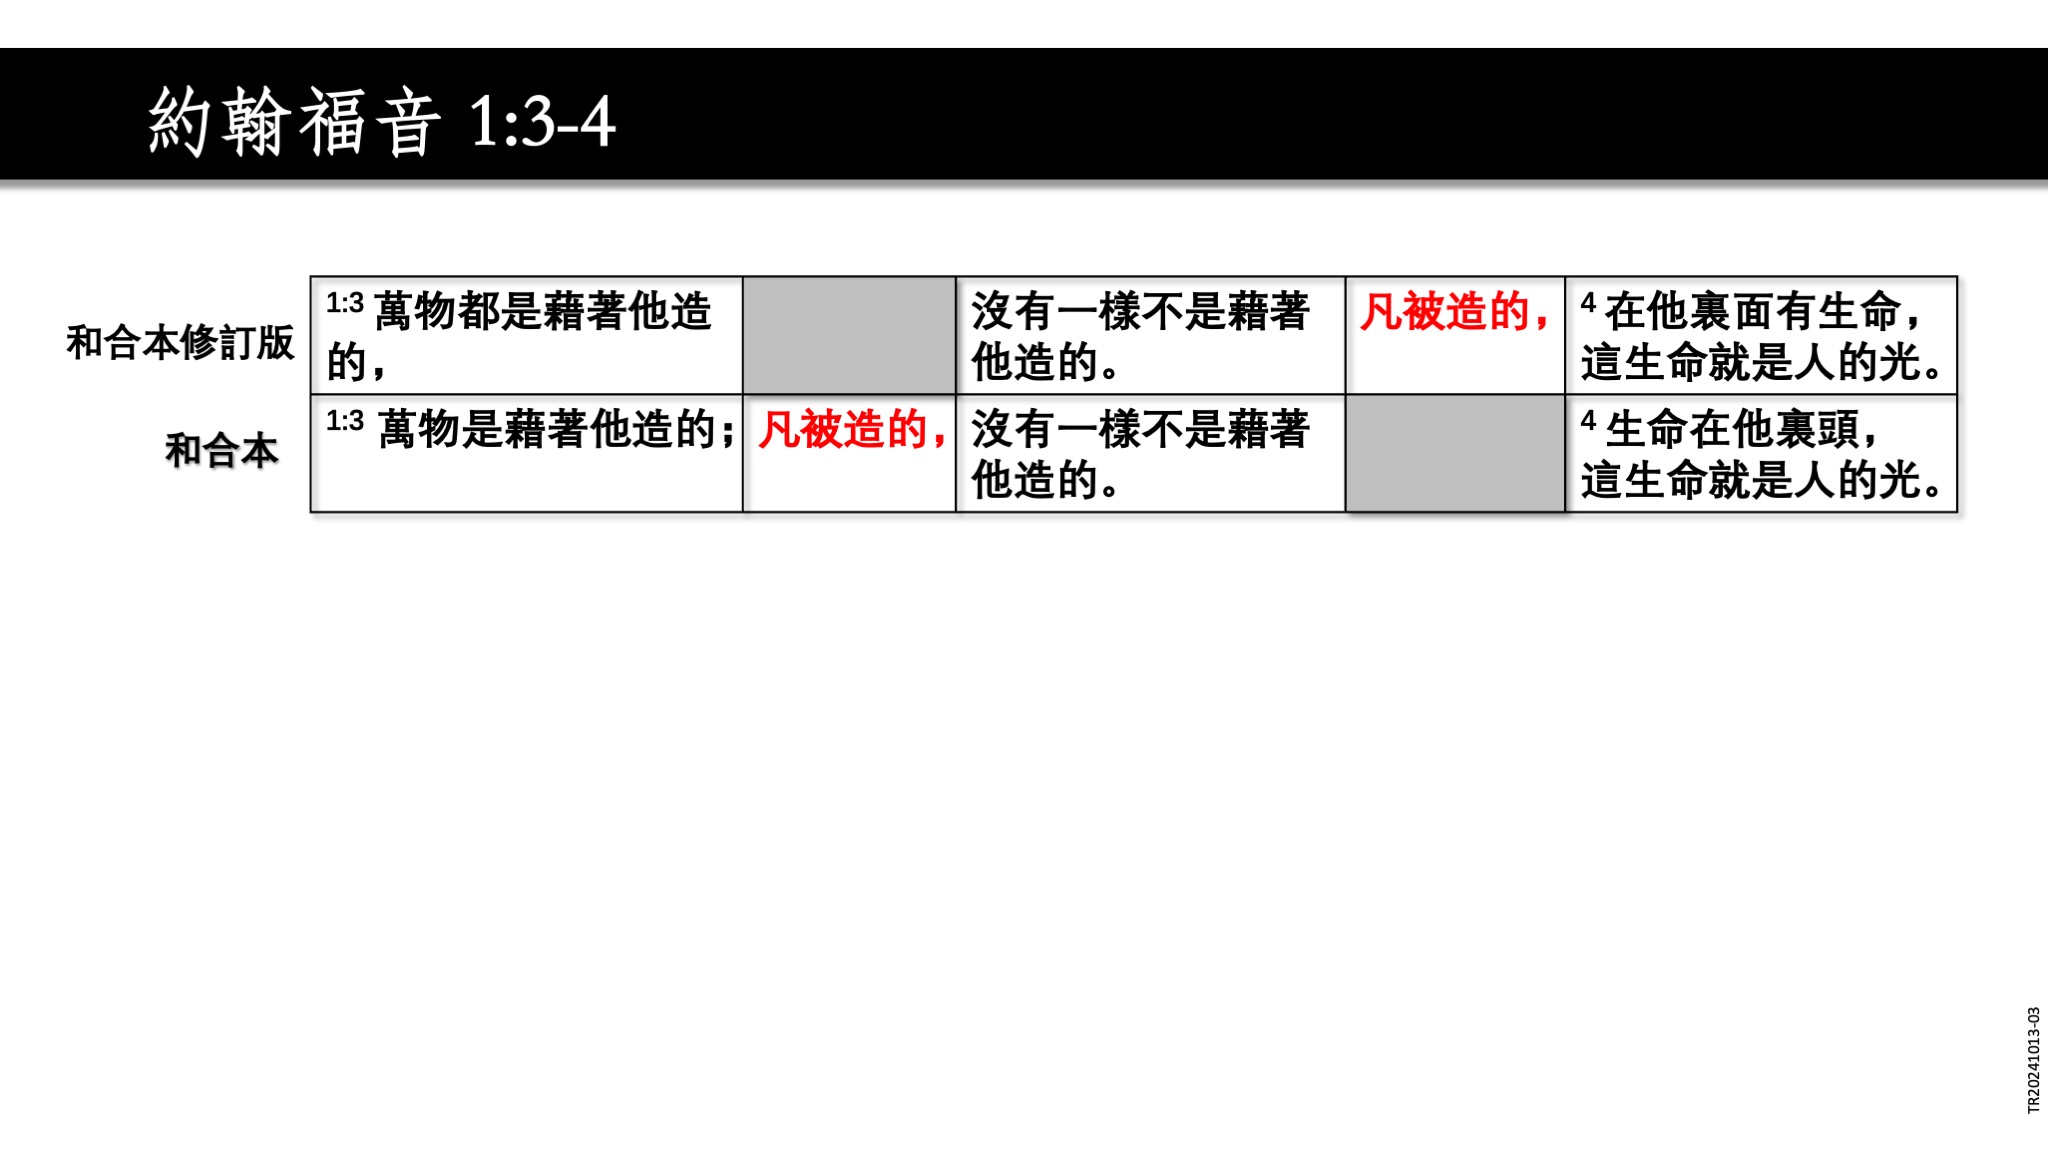 約翰福音 1:3-4
和合本修訂版
1:3 萬物都是藉著他造
的，
沒有一樣不是藉著
他造的。
凡被造的，
4 在他裏面有生命，
這生命就是人的光。
和合本
1:3 萬物是藉著他造的；
凡被造的，
沒有一樣不是藉著
他造的。
4 生命在他裏頭，
這生命就是人的光。
TR20241013-03